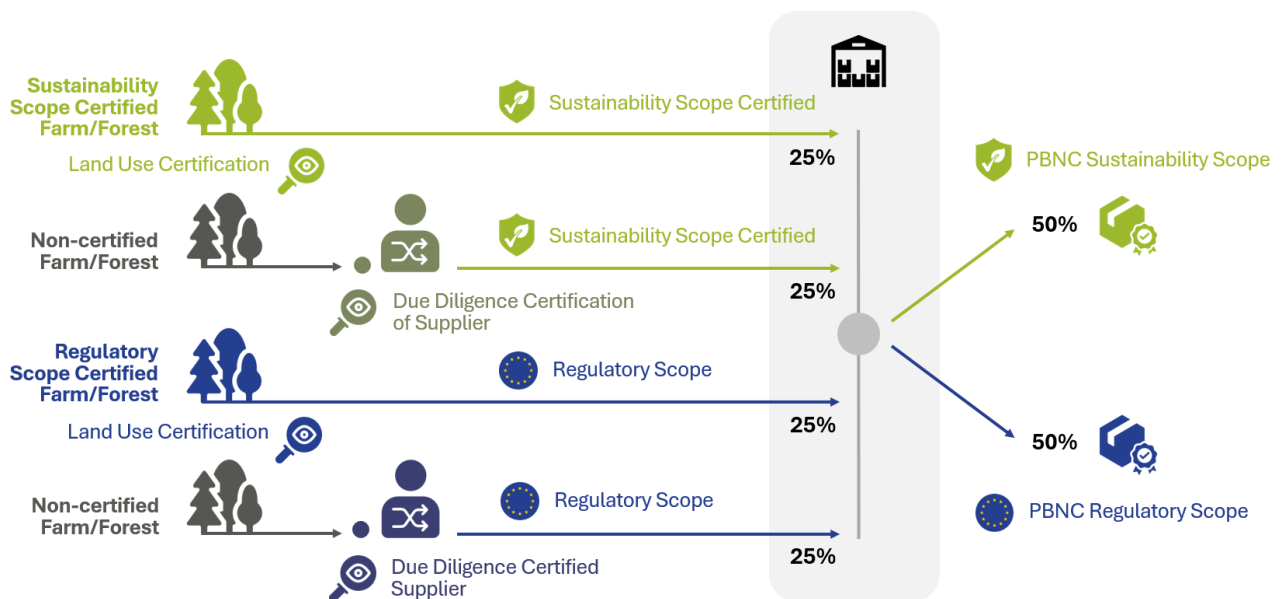 Sustainability
Scope Certified
Farm/Forest
Sustainability Scope Certified
25%
Land Use Certification
Non-certified
Farm/Forest
Sustainability Scope Certified
25%
Due Diligence Certification
of Supplier
Regulatory
Scope Certified
Farm/Forest
Regulatory Scope
25%
Land Use Certification
Non-certified
Farm/Forest
Regulatory Scope
25%
Due Diligence Certified
Supplier
PBNC Sustainability Scope
50%
50%
PBNC Regulatory Scope